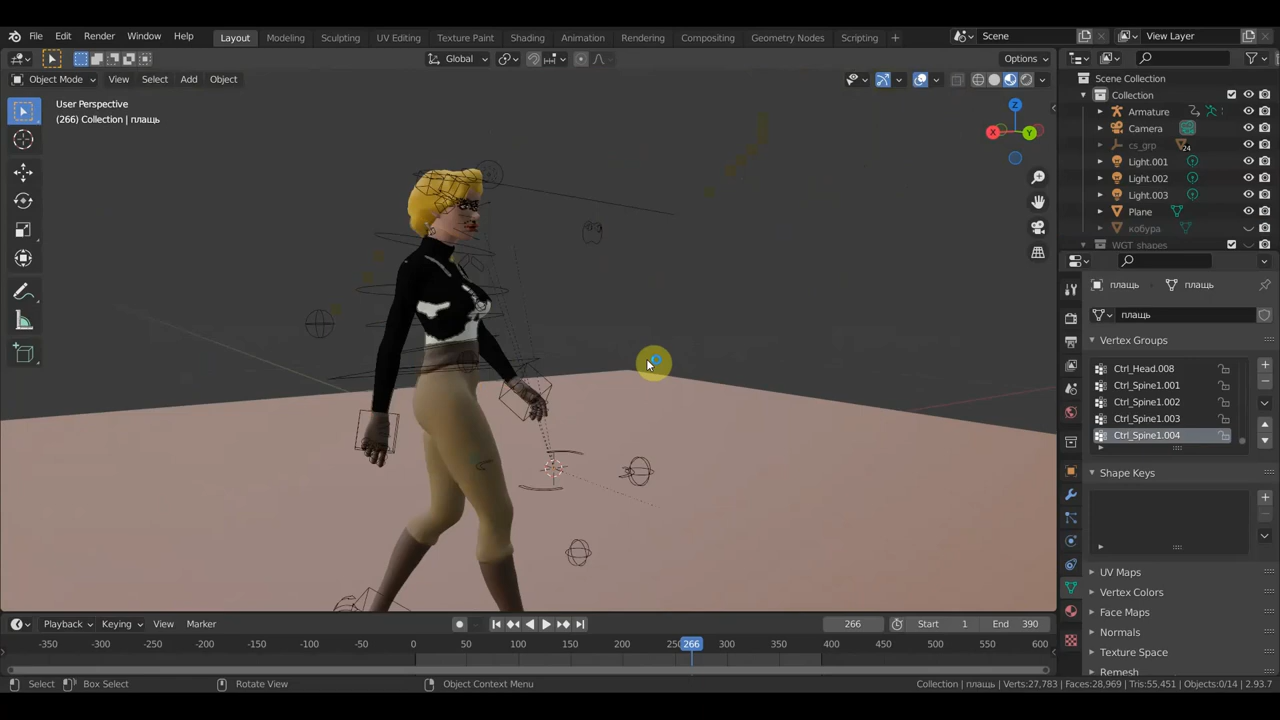 File Edit Render Window Help Layout Modeling Sculpting UV Editing Texture Paint Shading Animation Rendering Compositing Geometry Nodes Scripting + Scene View Layer
Global Options
Object Mode View Select Add Object
User Perspective
(266) Collection | плащь
Z
X Y
Scene Collection
Collection
Armature
Camera
cs_grp 24
Light.001
Light.002
Light.003
Plane
кобура
WGT_shapes
плащь плащь
плащь
Vertex Groups
Ctrl_Head.008
Ctrl_Spine1.001
Ctrl_Spine1.002
Ctrl_Spine1.003
Ctrl_Spine1.004
Shape Keys
UV Maps
Vertex Colors
Face Maps
Normals
Texture Space
Remesh
Playback Keying View Marker 266 Start 1 End 390
-350 -300 -250 -200 -150 -100 -50 0 50 100 150 200 250 266 300 350 400 450 500 550 600
Select Box Select Rotate View Object Context Menu Collection | плащь | Verts:27,783 | Faces:28,969 | Tris:55,451 | Objects:0/14 | 2.93.7